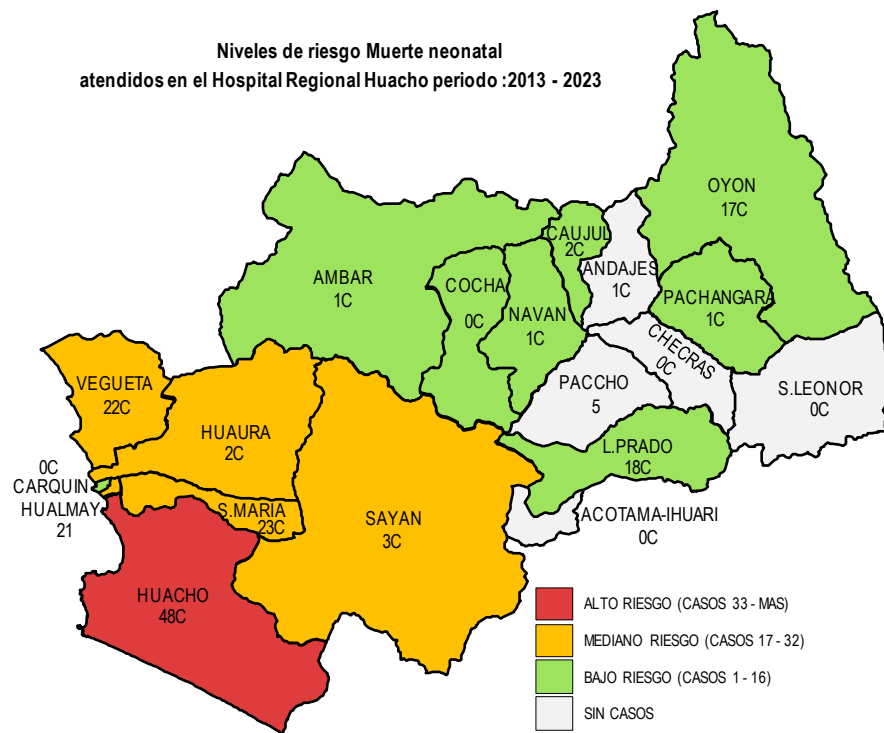 Niveles de riesgo Muerte neonatal
atendidos en el Hospital Regional Huacho periodo :2013 - 2023
OYON
17C
CAUJUL
2C
ANDAJES
1C
AMBAR
1C
COCHA
0C
NAVAN
1C
PACHANGARA
1C
CHECRAS
0C
VEGUETA
22C
PACCHO
5
S.LEONOR
0C
HUAURA
2C
L.PRADO
18C
0C
CARQUIN
HUALMAY
21
S.MARIA
23C
SAYAN
3C
ACOTAMA-IHUARI
0C
HUACHO
48C
ALTO RIESGO (CASOS 33 - MAS)
MEDIANO RIESGO (CASOS 17 - 32)
BAJO RIESGO (CASOS 1 - 16)
SIN CASOS